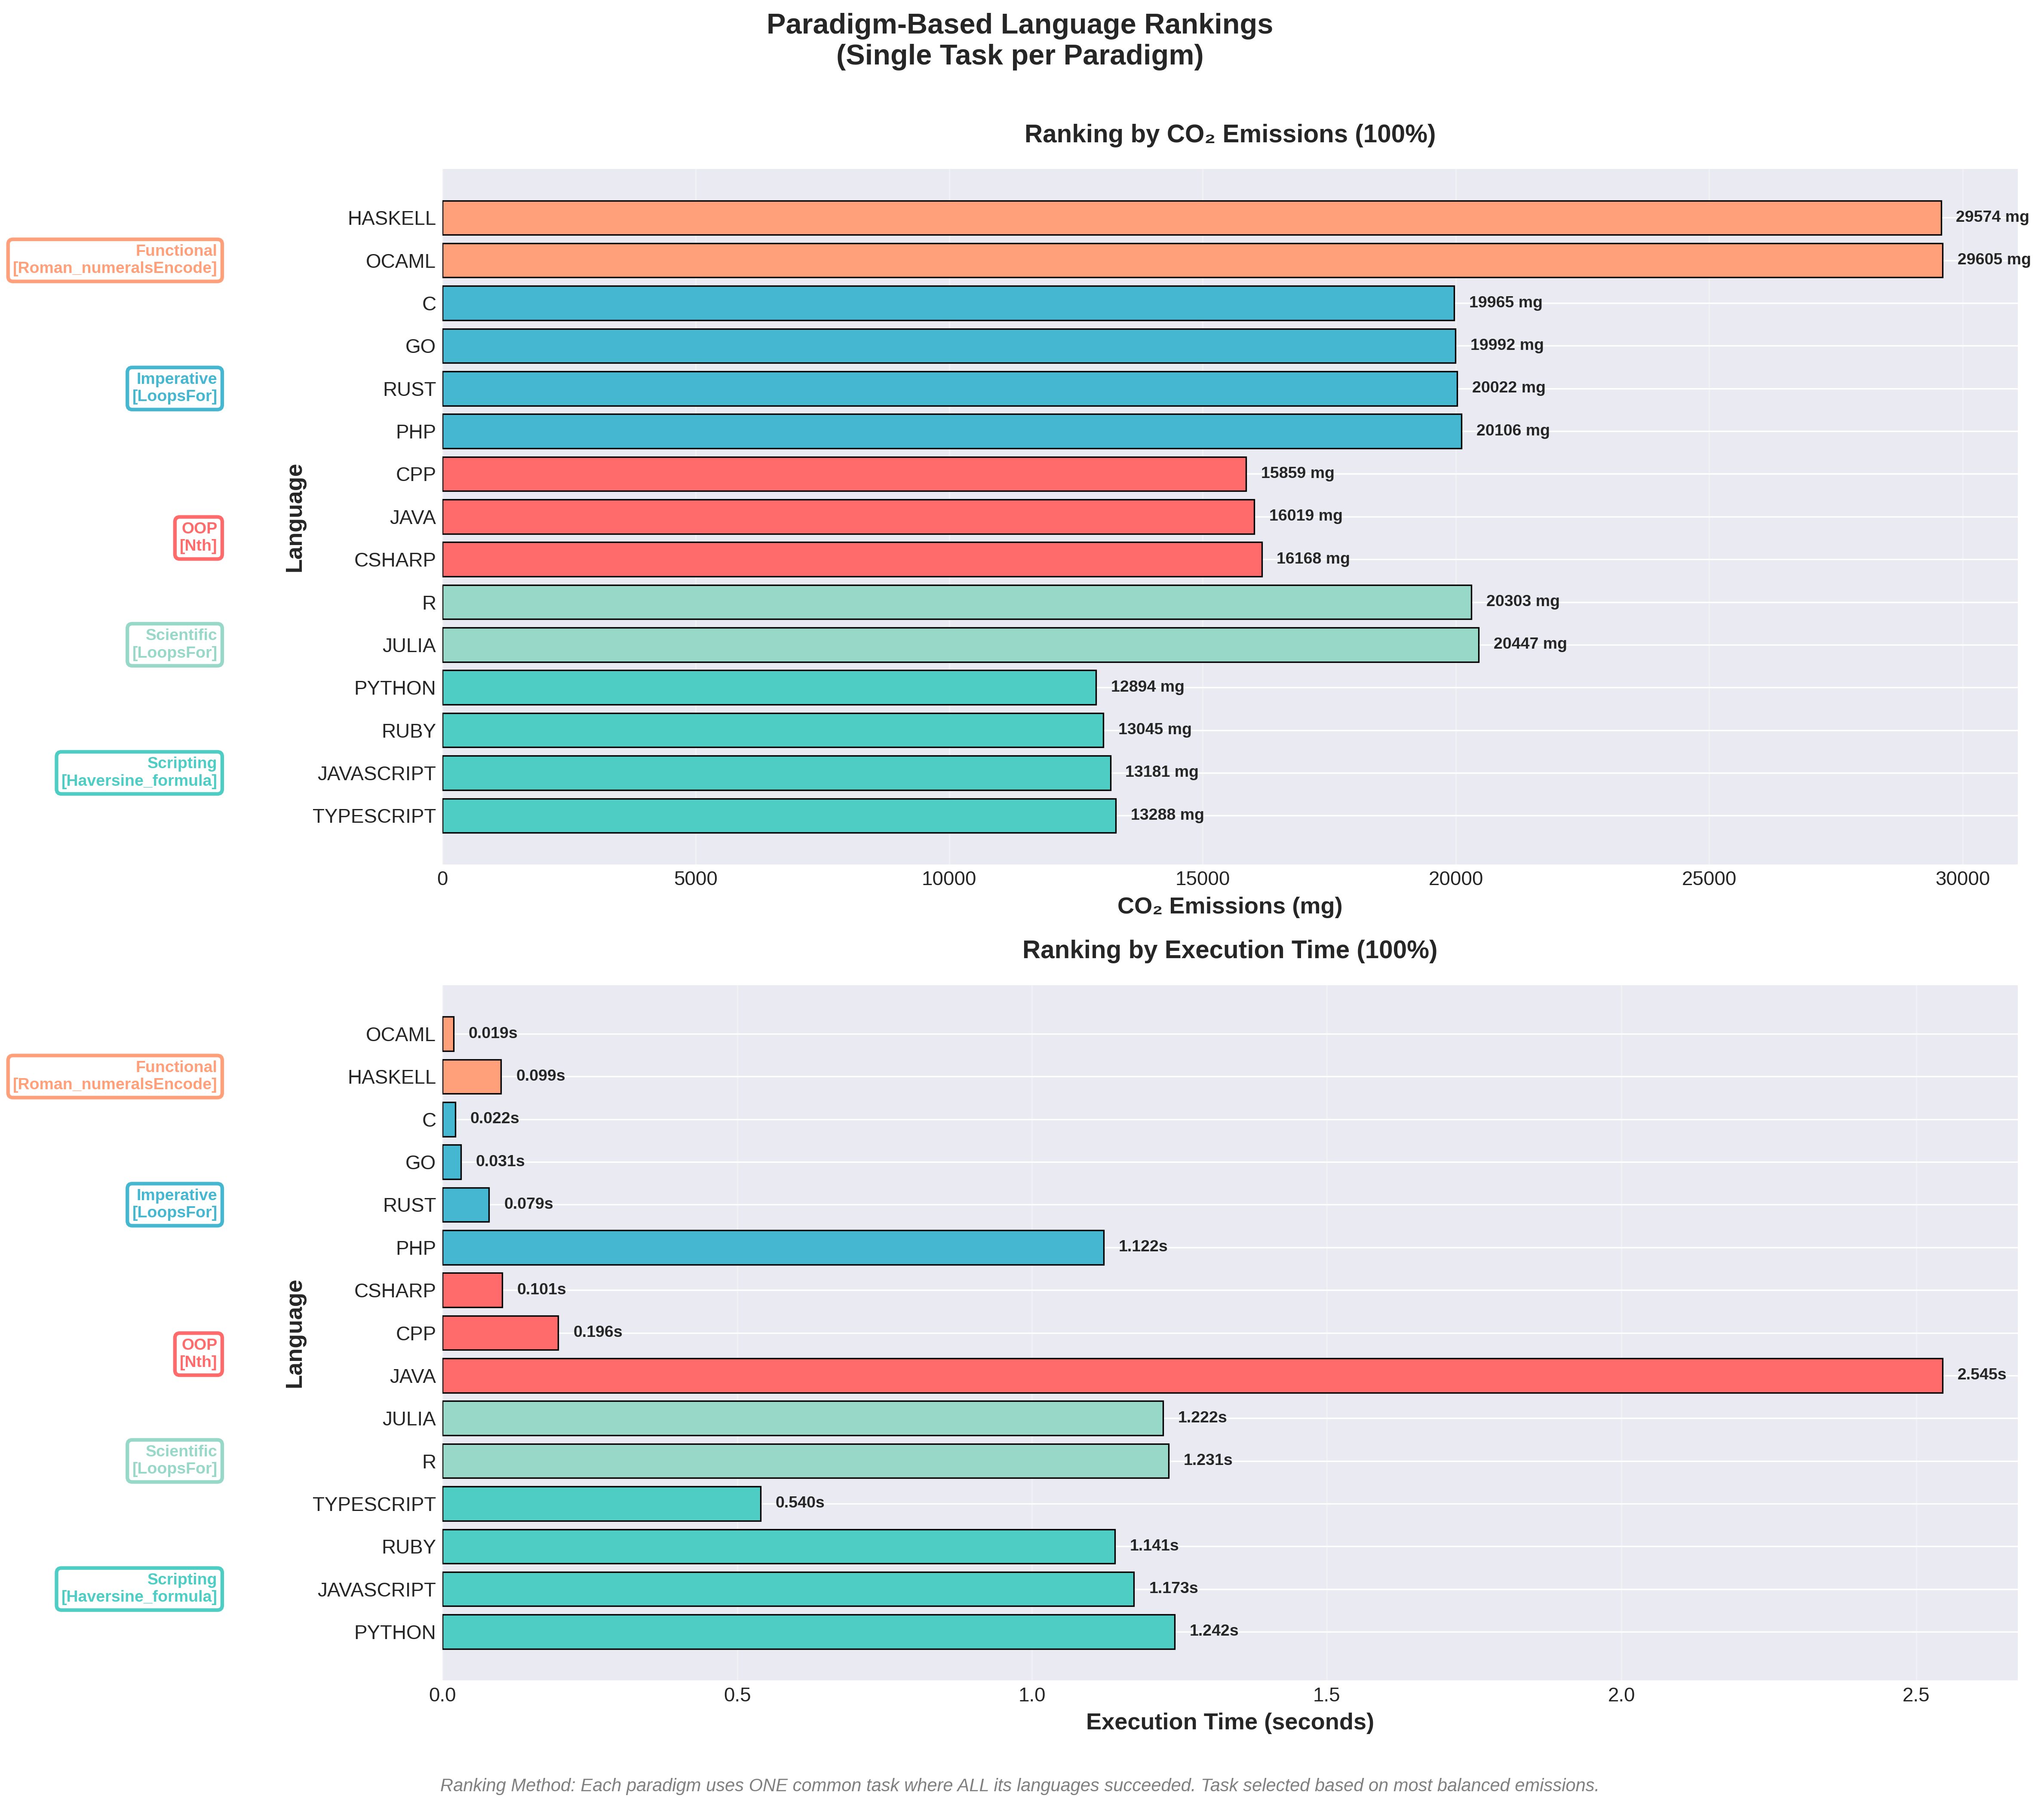 Paradigm-Based Language Rankings
(Single Task per Paradigm)
Ranking by CO₂ Emissions (100%)
Functional
[Roman_numeralsEncode]
Imperative
[LoopsFor]
OOP
[Nth]
Scientific
[LoopsFor]
Scripting
[Haversine_formula]
Language
HASKELL 29574 mg
OCAML 29605 mg
C 19965 mg
GO 19992 mg
RUST 20022 mg
PHP 20106 mg
CPP 15859 mg
JAVA 16019 mg
CSHARP 16168 mg
R 20303 mg
JULIA 20447 mg
PYTHON 12894 mg
RUBY 13045 mg
JAVASCRIPT 13181 mg
TYPESCRIPT 13288 mg
0 5000 10000 15000 20000 25000 30000
CO₂ Emissions (mg)
Ranking by Execution Time (100%)
Functional
[Roman_numeralsEncode]
Imperative
[LoopsFor]
OOP
[Nth]
Scientific
[LoopsFor]
Scripting
[Haversine_formula]
Language
OCAML 0.019s
HASKELL 0.099s
C 0.022s
GO 0.031s
RUST 0.079s
PHP 1.122s
CSHARP 0.101s
CPP 0.196s
JAVA 2.545s
JULIA 1.222s
R 1.231s
TYPESCRIPT 0.540s
RUBY 1.141s
JAVASCRIPT 1.173s
PYTHON 1.242s
0.0 0.5 1.0 1.5 2.0 2.5
Execution Time (seconds)
Ranking Method: Each paradigm uses ONE common task where ALL its languages succeeded. Task selected based on most balanced emissions.